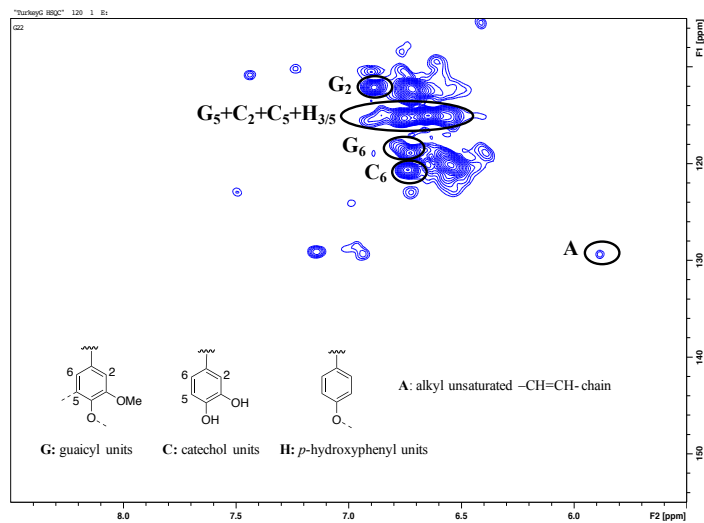 "TurkeyG HSQC" 120 1 E:
G22
F1 [ppm]
G2
G5+C2+C5+H3/5
G6
C6
A
120
130
140
150
6
2
5
OMe
O
6
2
5
OH
OH
O
A: alkyl unsaturated –CH=CH- chain
G: guaicyl units
C: catechol units
H: p-hydroxyphenyl units
8.0
7.5
7.0
6.5
6.0
F2 [ppm]